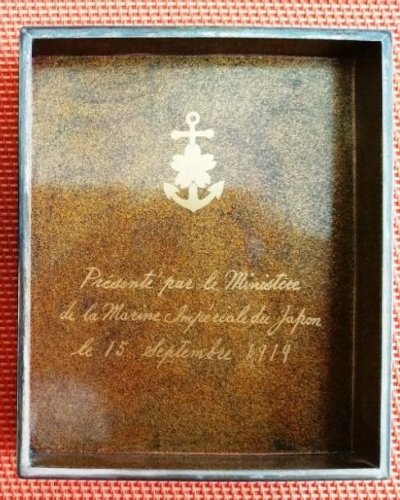 Présenté par le Ministère
de la Marine Impériale du Japon
le 15 Septembre 1919